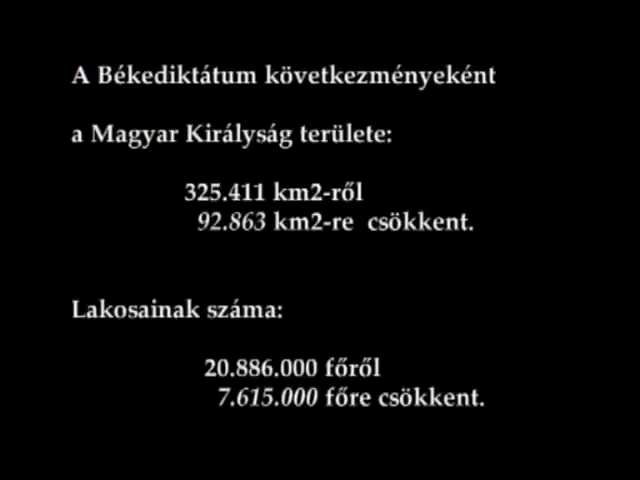 A Békediktátum következményeként
a Magyar Királyság területe:
325.411 km2-ről
92.863 km2-re csökkent.
Lakosainak száma:
20.886.000 főről
7.615.000 főre csökkent.